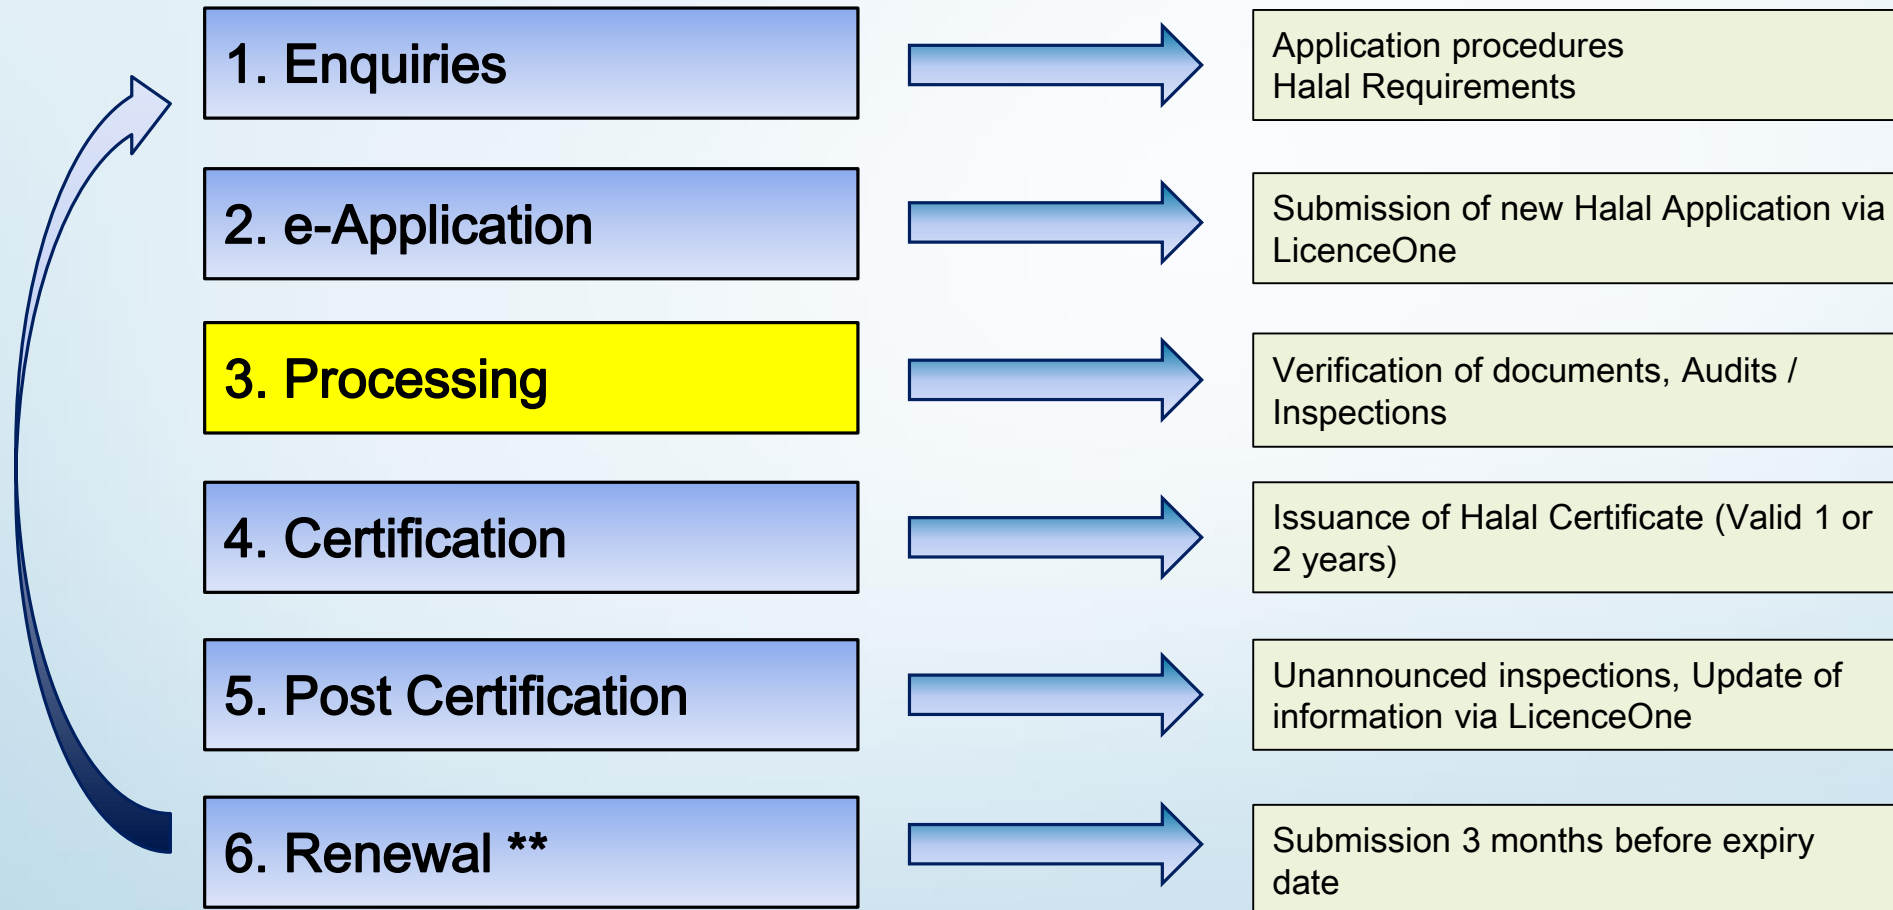 1. Enquiries
Application procedures
Halal Requirements
2. e-Application
Submission of new Halal Application via
LicenceOne
3. Processing
Verification of documents, Audits /
Inspections
4. Certification
Issuance of Halal Certificate (Valid 1 or
2 years)
5. Post Certification
Unannounced inspections, Update of
information via LicenceOne
6. Renewal **
Submission 3 months before expiry
date